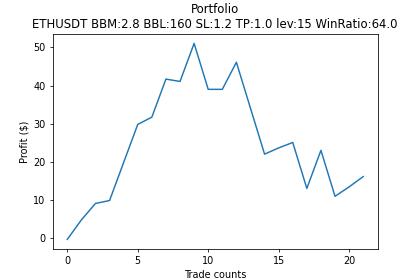 Portfolio
ETHUSDT BBM:2.8 BBL:160 SL:1.2 TP:1.0 lev:15 WinRatio:64.0
50
40
30
20
10
0
Profit ($)
0 5 10 15 20
Trade counts